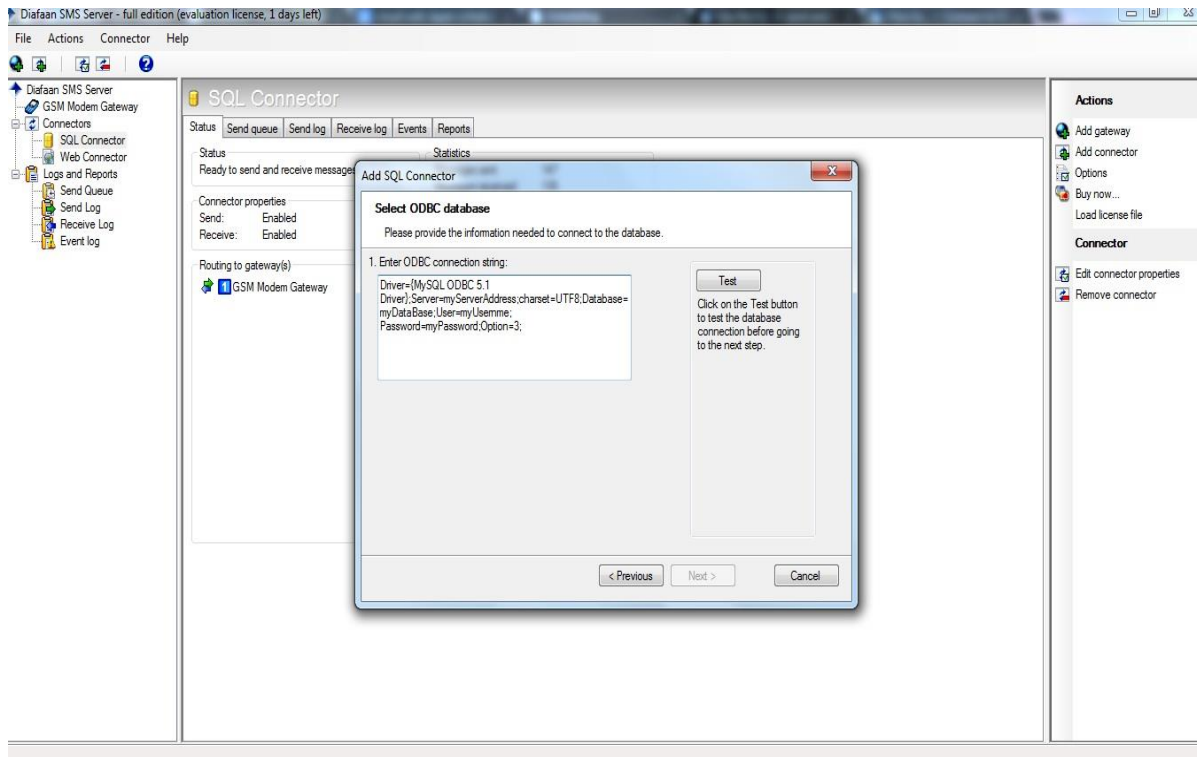 Diafaan SMS Server - full edition (evaluation license, 1 days left)
File Actions Connector Help
Diafaan SMS Server
GSM Modem Gateway
Connectors
SQL Connector
Web Connector
Logs and Reports
Send Queue
Send Log
Receive Log
Event log
SQL Connector
Status Send queue Send log Receive log Events Reports
Status
Ready to send and receive messages
Statistics
Connector properties
Send: Enabled
Receive: Enabled
Routing to gateway(s)
1 GSM Modem Gateway
Add SQL Connector
X
Select ODBC database
Please provide the information needed to connect to the database.
1. Enter ODBC connection string:
Driver={MySQL ODBC 5.1
Driver};Server=myServerAddress;charset=UTF8;Database=
myDataBase;User=myUsernme;
Password=myPassword;Option=3;
Test
Click on the Test button
to test the database
connection before going
to the next step.
< Previous
Next >
Cancel
Actions
Add gateway
Add connector
Options
Buy now...
Load license file
Connector
Edit connector properties
Remove connector